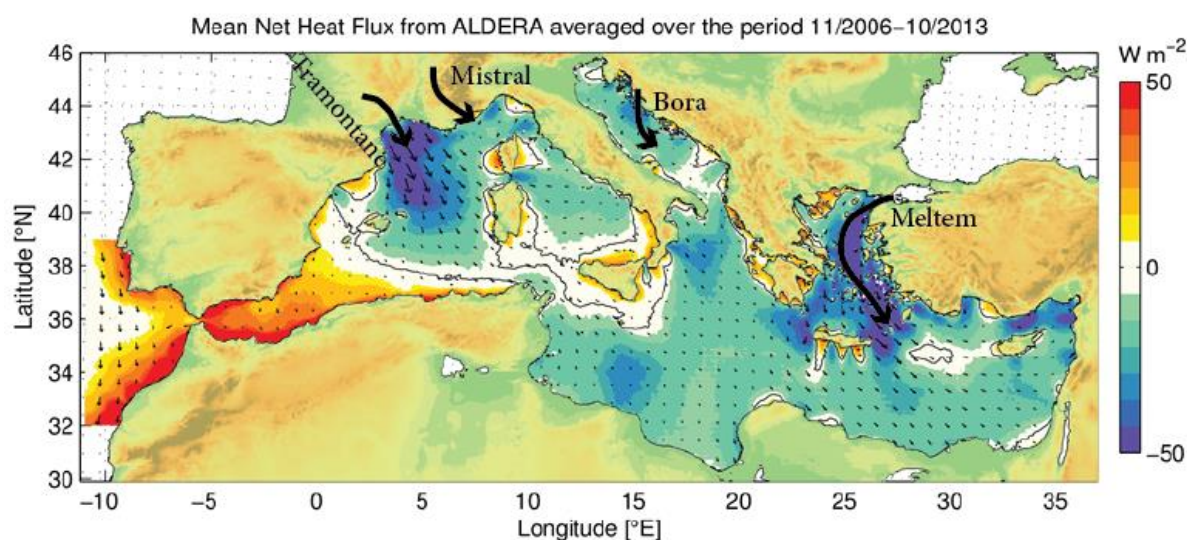 Mean Net Heat Flux from ALDERA averaged over the period 11/2006−10/2013
W m−2
46
44
42
40
38
36
34
32
30
Latitude [°N]
Tramontane
Mistral
Bora
Meltem
50
0
−50
−10
−5
0
5
10
15
20
25
30
35
Longitude [°E]